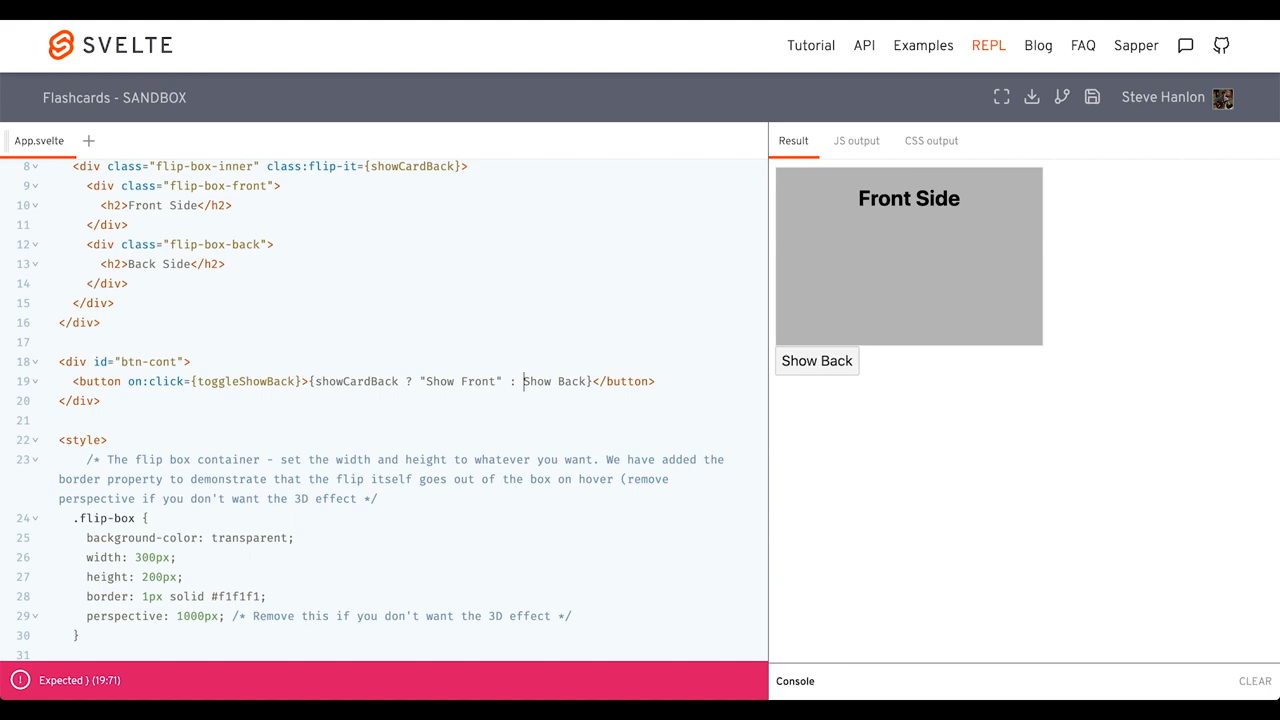 SVELTE
Tutorial API Examples REPL Blog FAQ Sapper
Flashcards - SANDBOX
Steve Hanlon
App.svelte +
Result JS output CSS output
8 <div class="flip-box-inner" class:flip-it={showCardBack}>
9 <div class="flip-box-front">
10 <h2>Front Side</h2>
11 </div>
12 <div class="flip-box-back">
13 <h2>Back Side</h2>
14 </div>
15 </div>
16 </div>
17
18 <div id="btn-cont">
19 <button on:click={toggleShowBack}>{showCardBack ? "Show Front" : Show Back}</button>
20 </div>
21
22 <style>
23 /* The flip box container - set the width and height to whatever you want. We have added the
border property to demonstrate that the flip itself goes out of the box on hover (remove
perspective if you don't want the 3D effect */
24 .flip-box {
25 background-color: transparent;
26 width: 300px;
27 height: 200px;
28 border: 1px solid #f1f1f1;
29 perspective: 1000px; /* Remove this if you don't want the 3D effect */
30 }
31
Expected } (19:71)
Front Side
Show Back
Console
CLEAR